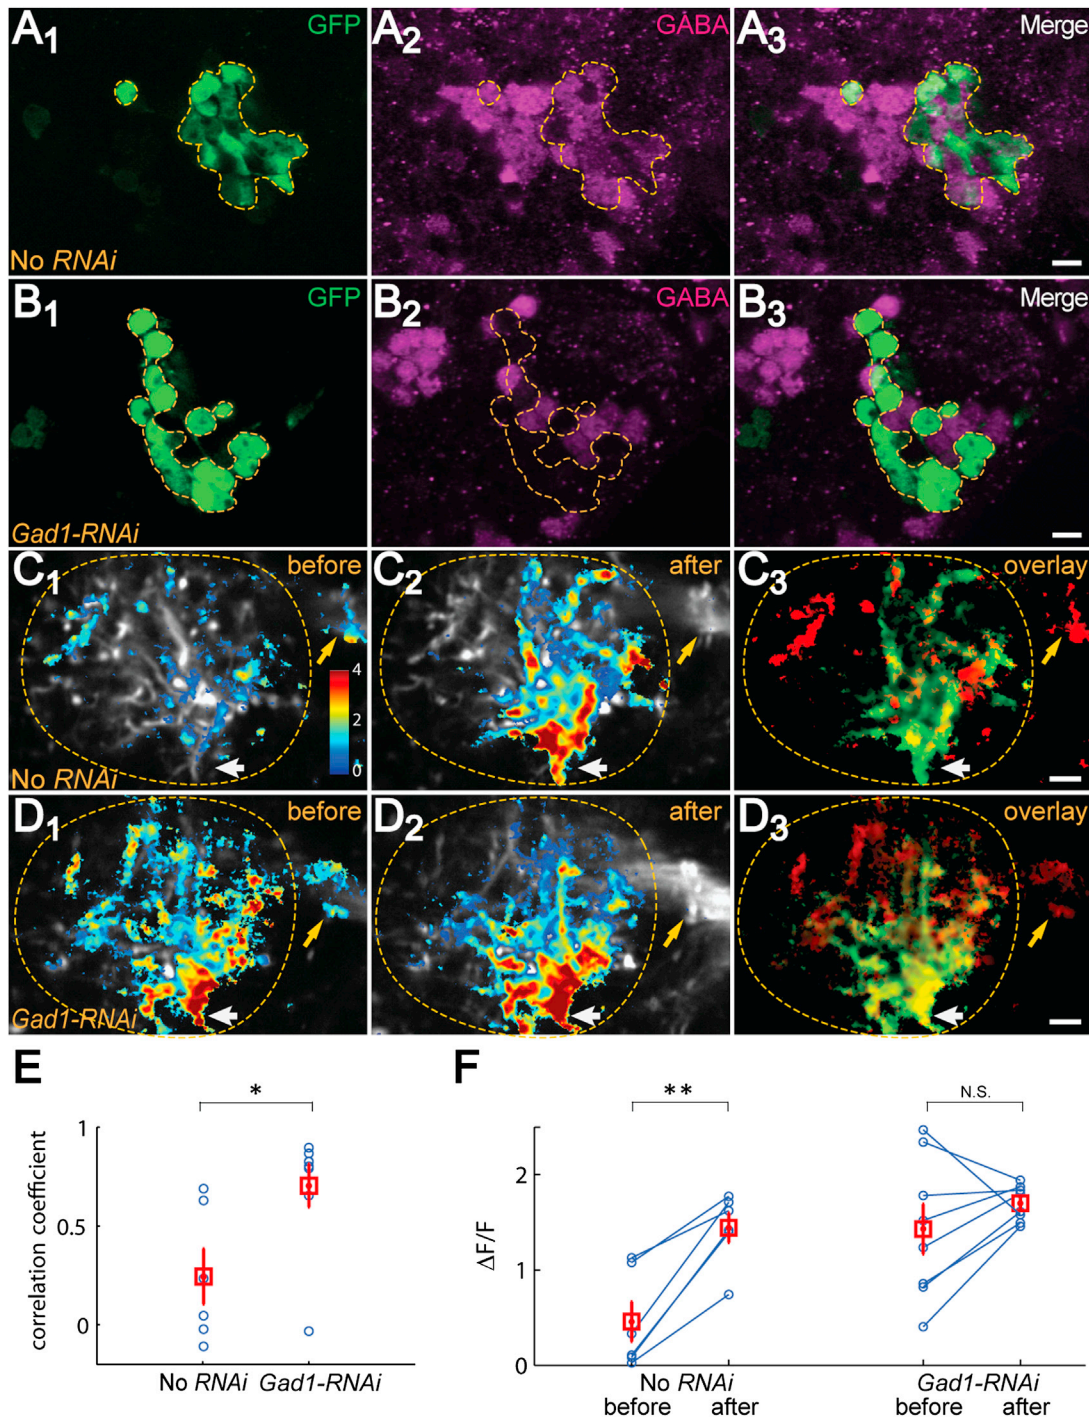 A1 GFP A2 GABA A3 Merge
No RNAi
B1 GFP B2 GABA B3 Merge
Gad1-RNAi
C1 before C2 after C3 overlay
4
2
0
No RNAi
D1 before D2 after D3 overlay
Gad1-RNAi
E
*
correlation coefficient
1
0.5
0
No RNAi Gad1-RNAi
F
** N.S.
ΔF/F
2
1
0
No RNAi Gad1-RNAi
before after before after